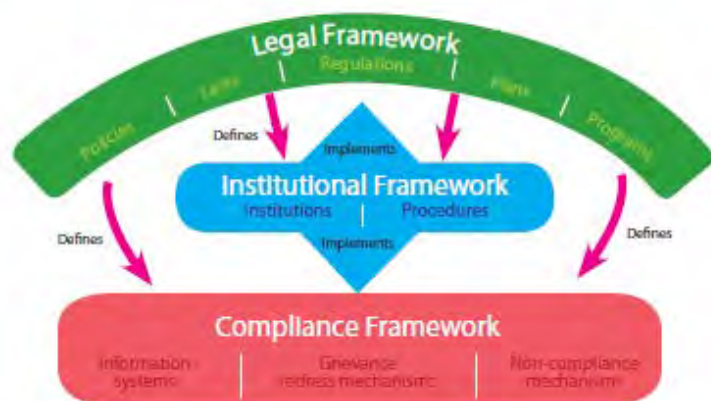 Legal Framework
Policies | Laws | Regulations | Plans | Programs
Defines
Implements
Institutional Framework
Institutions | Procedures
Defines
Implements
Defines
Compliance Framework
Information systems | Grievance redress mechanisms | Non-compliance mechanisms